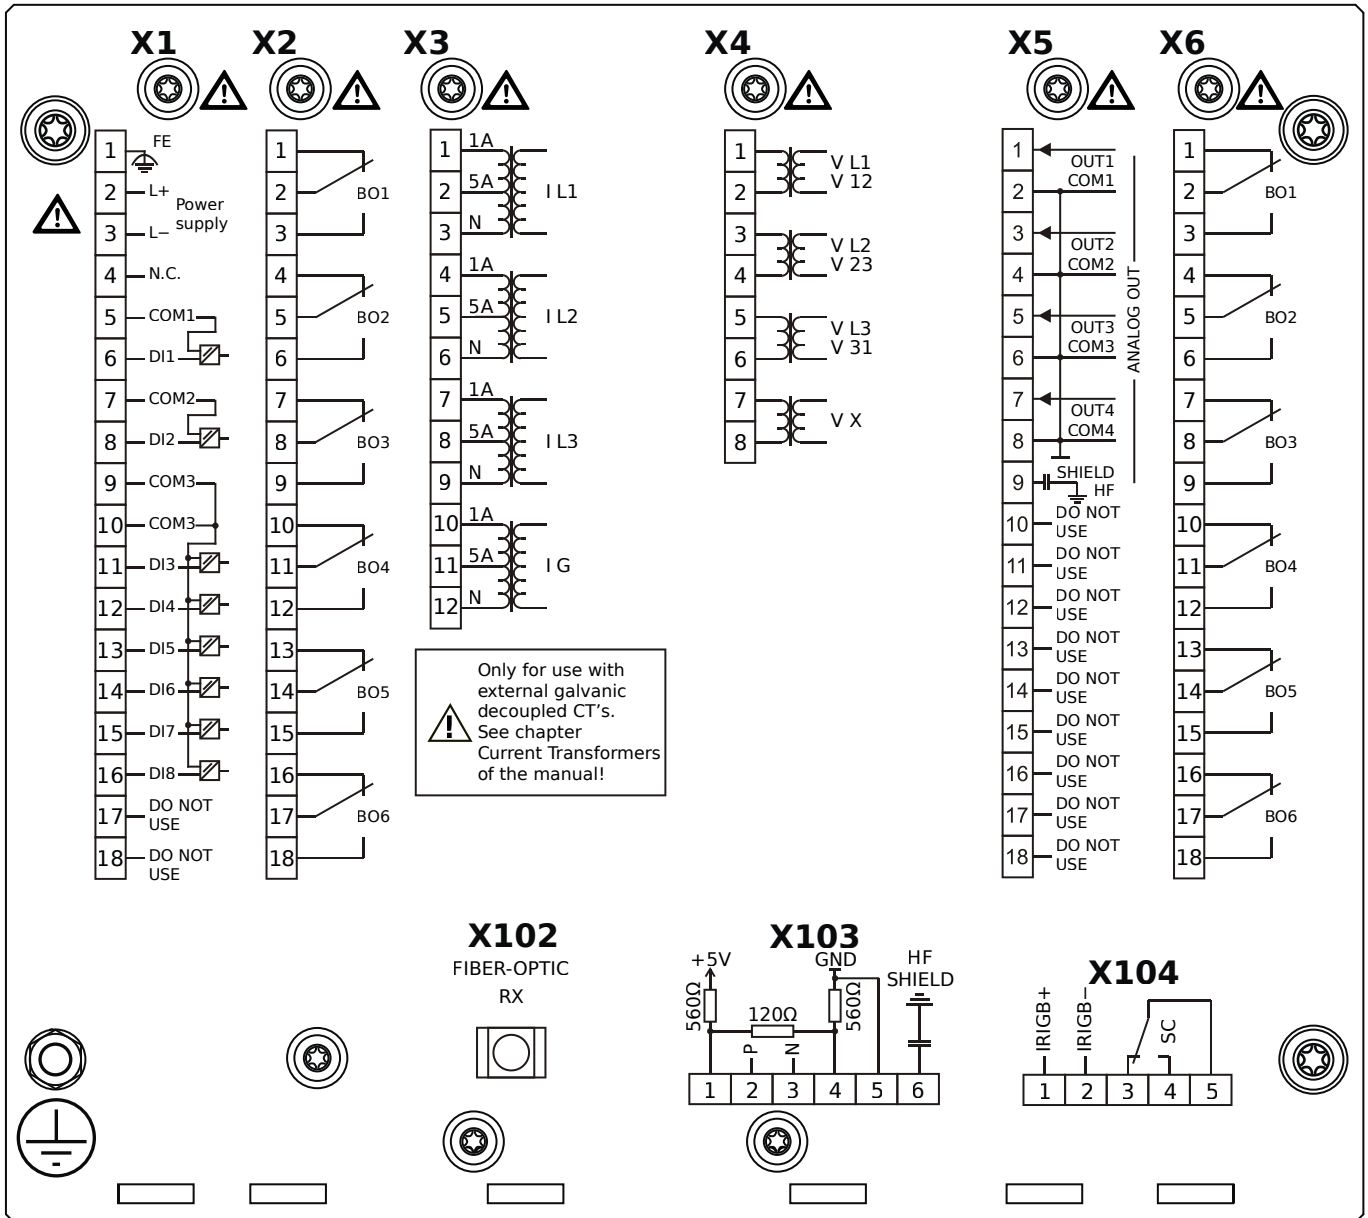 X1 X2 X3 X4 X5 X6
1 FE
2 L+
Power
supply
3 L−
4 N.C.
5 COM1
6 DI1
7 COM2
8 DI2
9 COM3
10 COM3
11 DI3
12 DI4
13 DI5
14 DI6
15 DI7
16 DI8
17 DO NOT
USE
18 DO NOT
USE
1
2 BO1
3
4
5 BO2
6
7
8 BO3
9
10
11 BO4
12
13
14 BO5
15
16
17 BO6
18
1 1A
2 5A I L1
3 N
4 1A
5 5A I L2
6 N
7 1A
8 5A I L3
9 N
10 1A
11 5A I G
12 N
Only for use with
external galvanic
decoupled CT’s.
See chapter
Current Transformers
of the manual!
1 V L1
2 V 12
3 V L2
4 V 23
5 V L3
6 V 31
7 V X
8
1 OUT1
2 COM1
3 OUT2
4 COM2
5 OUT3
6 COM3
7 OUT4
8 COM4
ANALOG OUT
9 SHIELD
HF
10 DO NOT
USE
11 DO NOT
USE
12 DO NOT
USE
13 DO NOT
USE
14 DO NOT
USE
15 DO NOT
USE
16 DO NOT
USE
17 DO NOT
USE
18 DO NOT
USE
1
2 BO1
3
4
5 BO2
6
7
8 BO3
9
10
11 BO4
12
13
14 BO5
15
16
17 BO6
18
X102
FIBER-OPTIC
RX
X103
+5V GND HF
SHIELD
560Ω 120Ω 560Ω
P N
1 2 3 4 5 6
X104
IRIGB+ IRIGB− SC
1 2 3 4 5